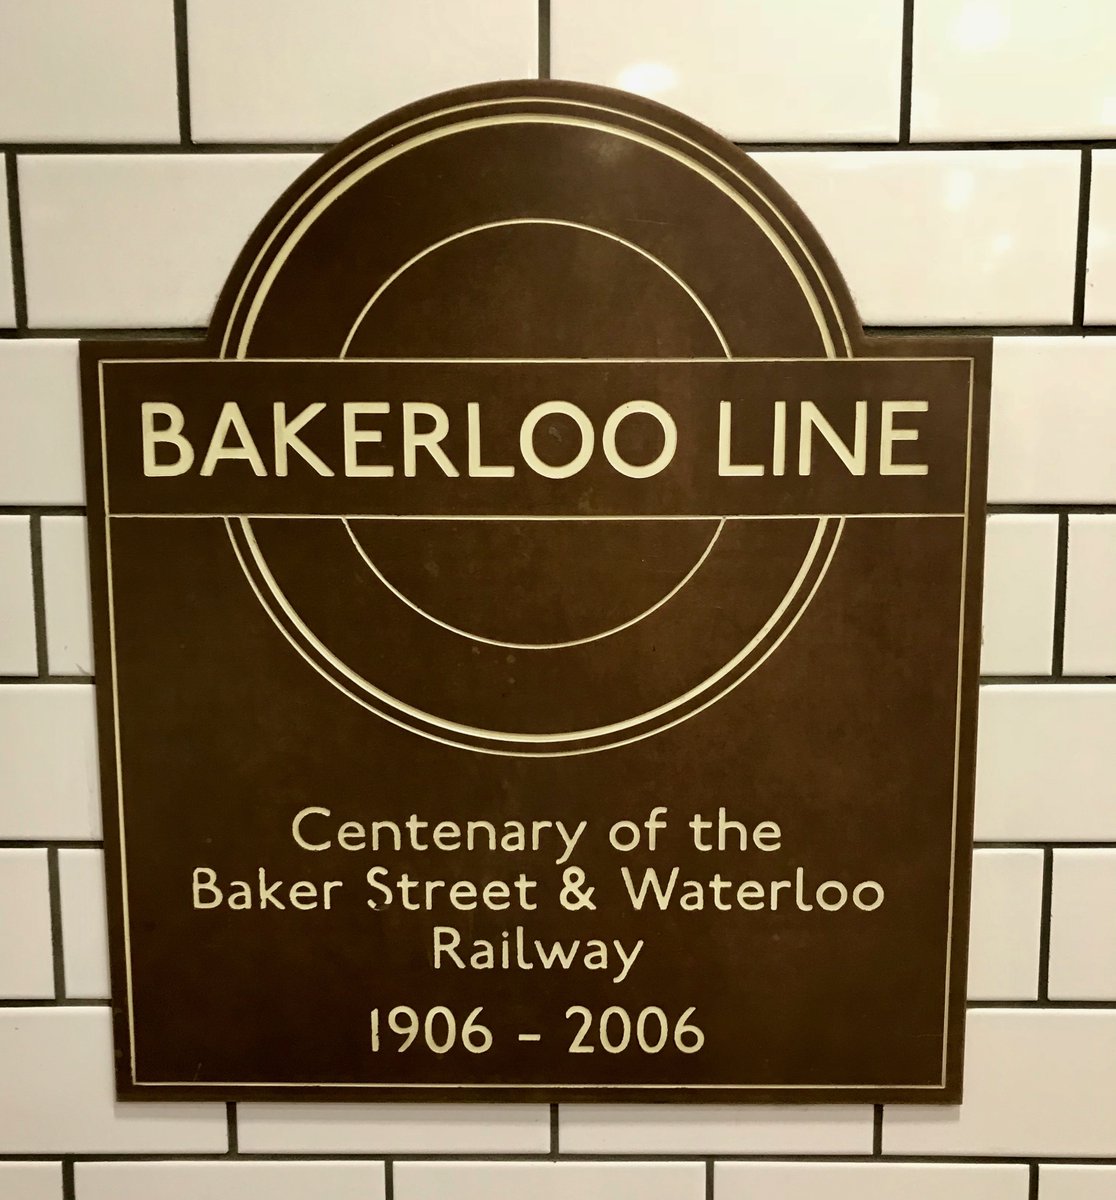 BAKERLOO LINE
Centenary of the
Baker Street & Waterloo
Railway
1906 - 2006